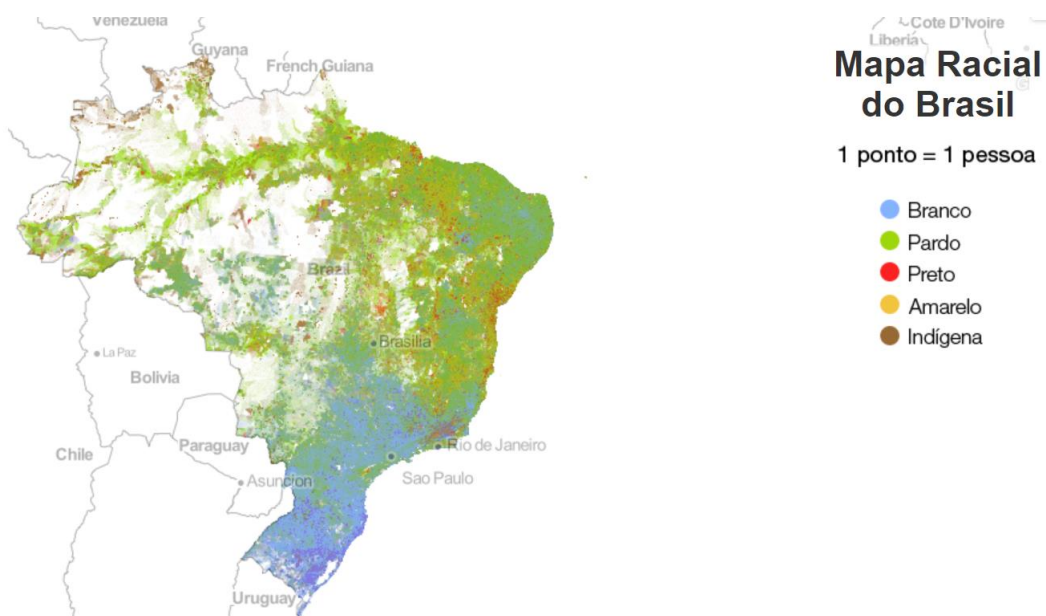 Venezuela
Guyana
French Guiana
Cote D'Ivoire
Liberia
Mapa Racial
do Brasil
1 ponto = 1 pessoa
Branco
Pardo
Preto
Amarelo
Indígena
Brazil
Brasilia
La Paz
Bolivia
Paraguay
Rio de Janeiro
Chile
Sao Paulo
Asuncion
Uruguay